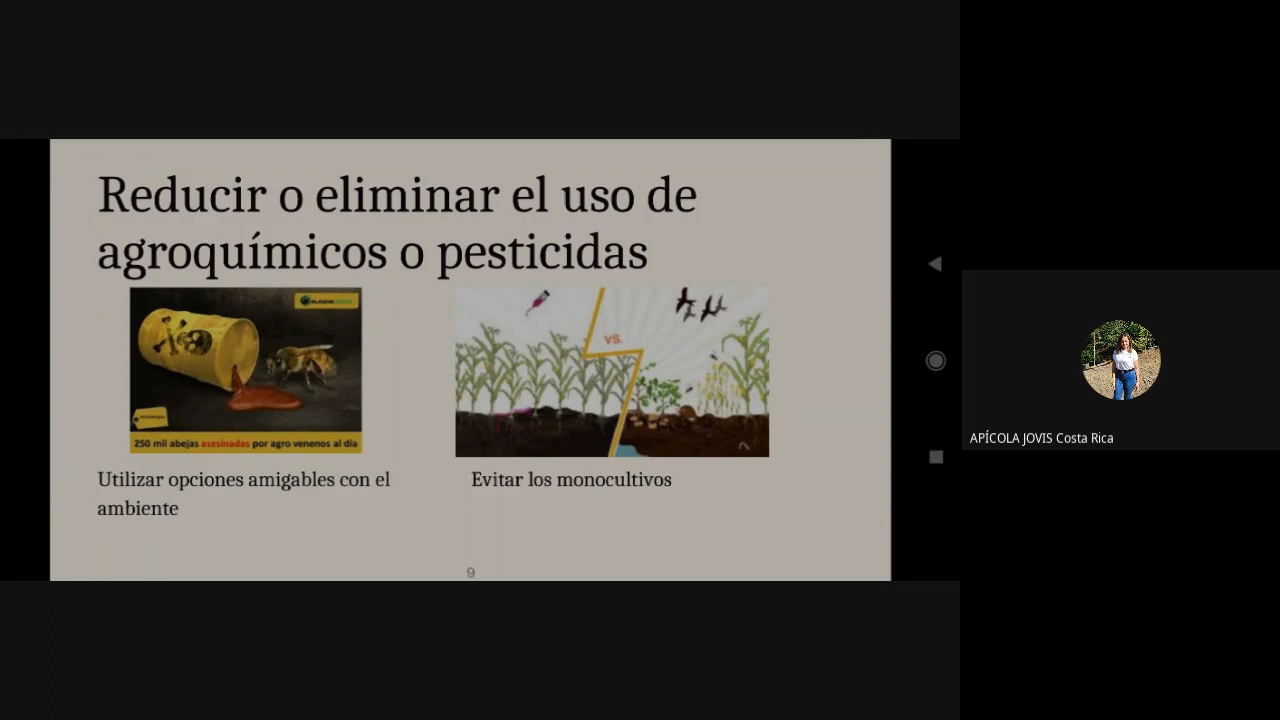 Reducir o eliminar el uso de
agroquímicos o pesticidas
VS.
250 mil abejas asesinadas por agro venenos al día
Utilizar opciones amigables con el
ambiente
Evitar los monocultivos
9
APÍCOLA JOVIS Costa Rica